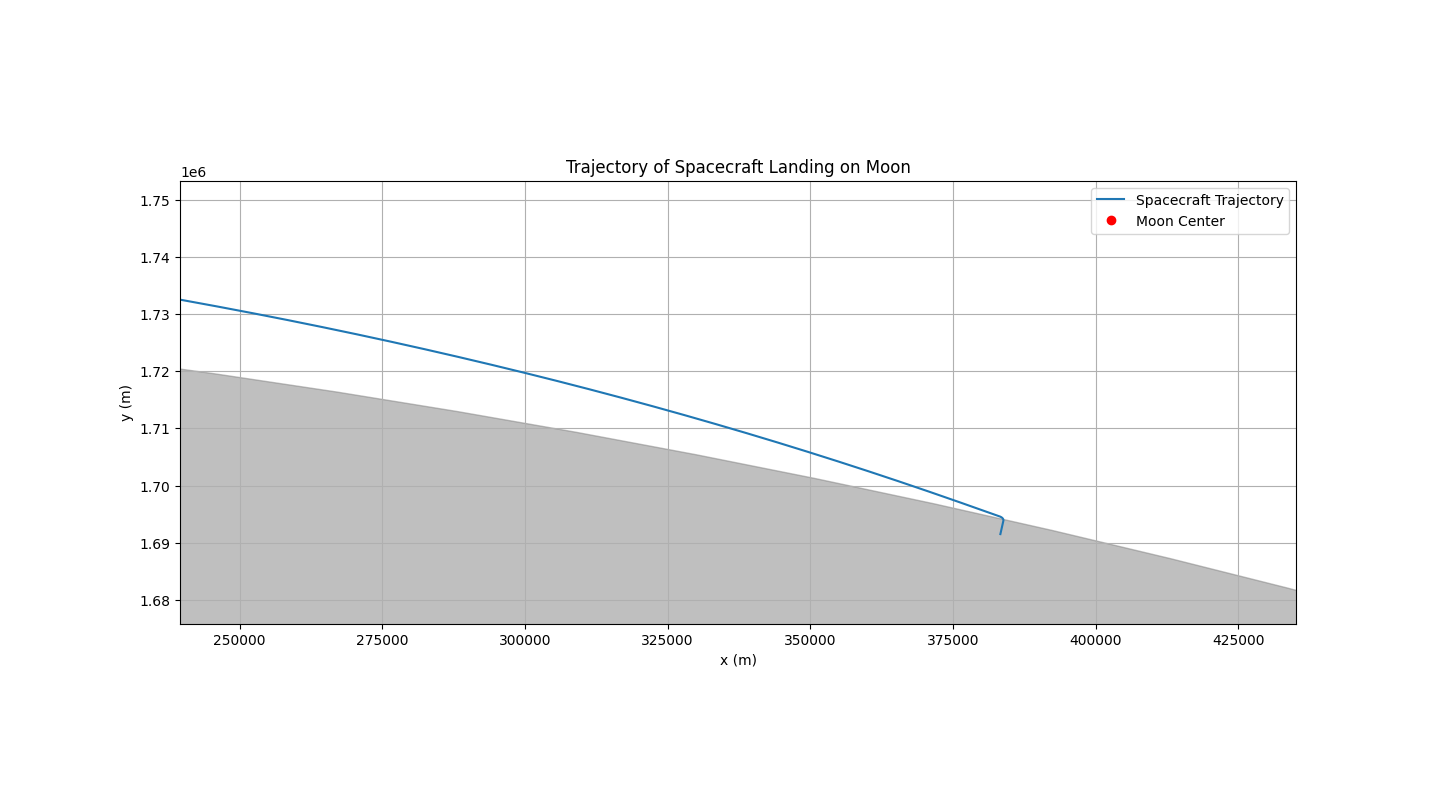 Trajectory of Spacecraft Landing on Moon
1e6
1.75
1.74
1.73
1.72
1.71
1.70
1.69
1.68
y (m)
Spacecraft Trajectory
Moon Center
250000 275000 300000 325000 350000 375000 400000 425000
x (m)